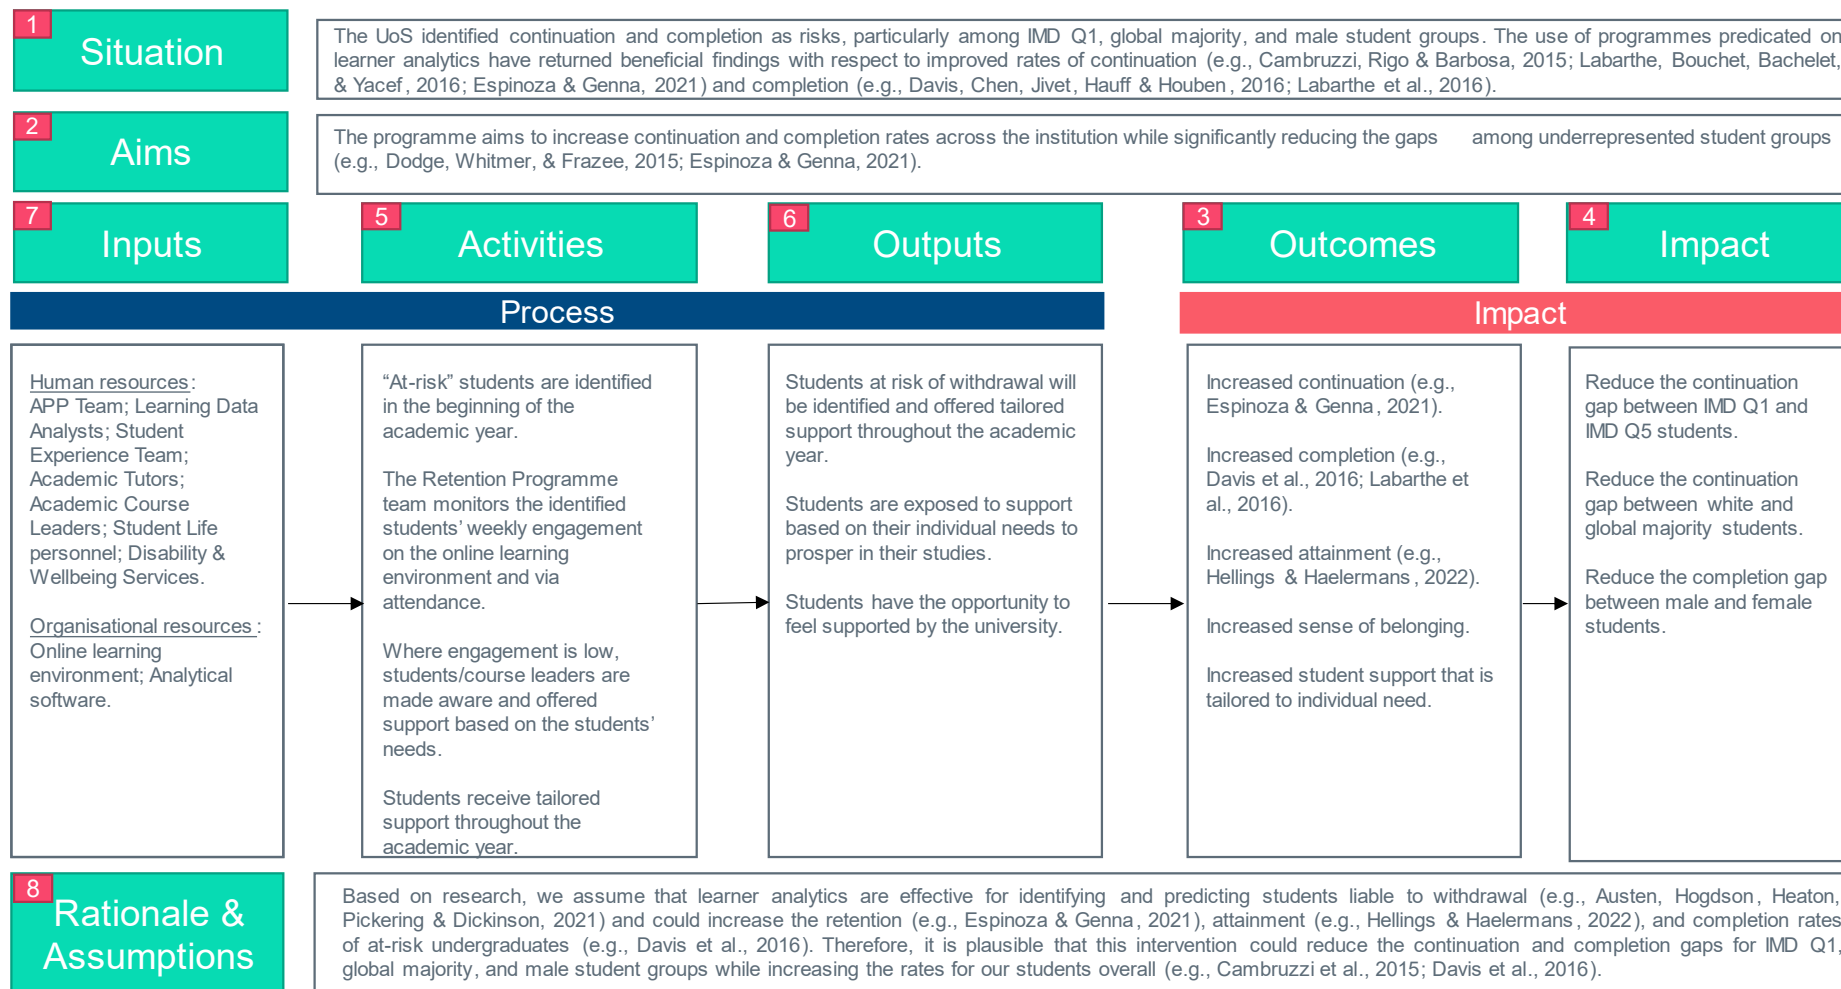 1
Situation
The UoS identified continuation and completion as risks, particularly among IMD Q1, global majority, and male student groups. The use of programmes predicated on
learner analytics have returned beneficial findings with respect to improved rates of continuation (e.g., Cambruzzi, Rigo & Barbosa, 2015; Labarthe, Bouchet, Bachelet,
& Yacef, 2016; Espinoza & Genna, 2021) and completion (e.g., Davis, Chen, Jivet, Hauff & Houben, 2016; Labarthe et al., 2016).
2
Aims
The programme aims to increase continuation and completion rates across the institution while significantly reducing the gaps among underrepresented student groups
(e.g., Dodge, Whitmer, & Frazee, 2015; Espinoza & Genna, 2021).
7
Inputs
5
Activities
6
Outputs
3
Outcomes
4
Impact
Process
Impact
Human resources:
APP Team; Learning Data
Analysts; Student
Experience Team;
Academic Tutors;
Academic Course
Leaders; Student Life
personnel; Disability &
Wellbeing Services.
Organisational resources:
Online learning
environment; Analytical
software.
“At-risk” students are identified
in the beginning of the
academic year.
The Retention Programme
team monitors the identified
students’ weekly engagement
on the online learning
environment and via
attendance.
Where engagement is low,
students/course leaders are
made aware and offered
support based on the students’
needs.
Students receive tailored
support throughout the
academic year.
Students at risk of withdrawal will
be identified and offered tailored
support throughout the academic
year.
Students are exposed to support
based on their individual needs to
prosper in their studies.
Students have the opportunity to
feel supported by the university.
Increased continuation (e.g.,
Espinoza & Genna, 2021).
Increased completion (e.g.,
Davis et al., 2016; Labarthe et
al., 2016).
Increased attainment (e.g.,
Hellings & Haelermans, 2022).
Increased sense of belonging.
Increased student support that is
tailored to individual need.
Reduce the continuation
gap between IMD Q1 and
IMD Q5 students.
Reduce the continuation
gap between white and
global majority students.
Reduce the completion gap
between male and female
students.
8
Rationale &
Assumptions
Based on research, we assume that learner analytics are effective for identifying and predicting students liable to withdrawal (e.g., Austen, Hogdson, Heaton,
Pickering & Dickinson, 2021) and could increase the retention (e.g., Espinoza & Genna, 2021), attainment (e.g., Hellings & Haelermans, 2022), and completion rates
of at-risk undergraduates (e.g., Davis et al., 2016). Therefore, it is plausible that this intervention could reduce the continuation and completion gaps for IMD Q1,
global majority, and male student groups while increasing the rates for our students overall (e.g., Cambruzzi et al., 2015; Davis et al., 2016).